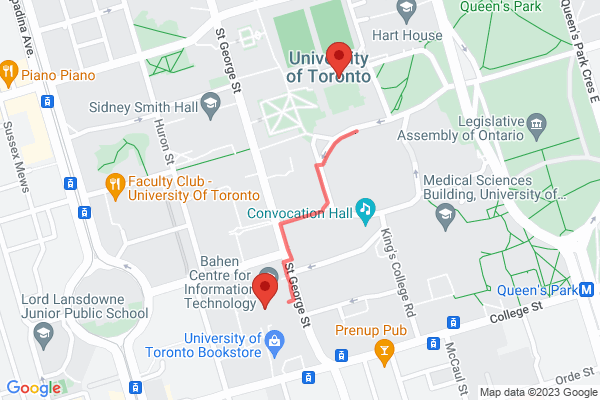 Queen's Park
Hart House
Spadina Ave.
St George St
University
of Toronto
Queen's Park Cres E
Piano Piano
Sidney Smith Hall
Legislative
Assembly of Ontario
Sussex Mews
Huron St
Faculty Club -
University Of Toronto
Medical Sciences
Building, University of...
Convocation Hall
King's College Rd
Bahen
Centre for
Information
Technology
St George St
Lord Lansdowne
Junior Public School
Queen's Park
M
College St
University of
Toronto Bookstore
Prenup Pub
McCaul St
Orde St
Google
Map data ©2023 Google